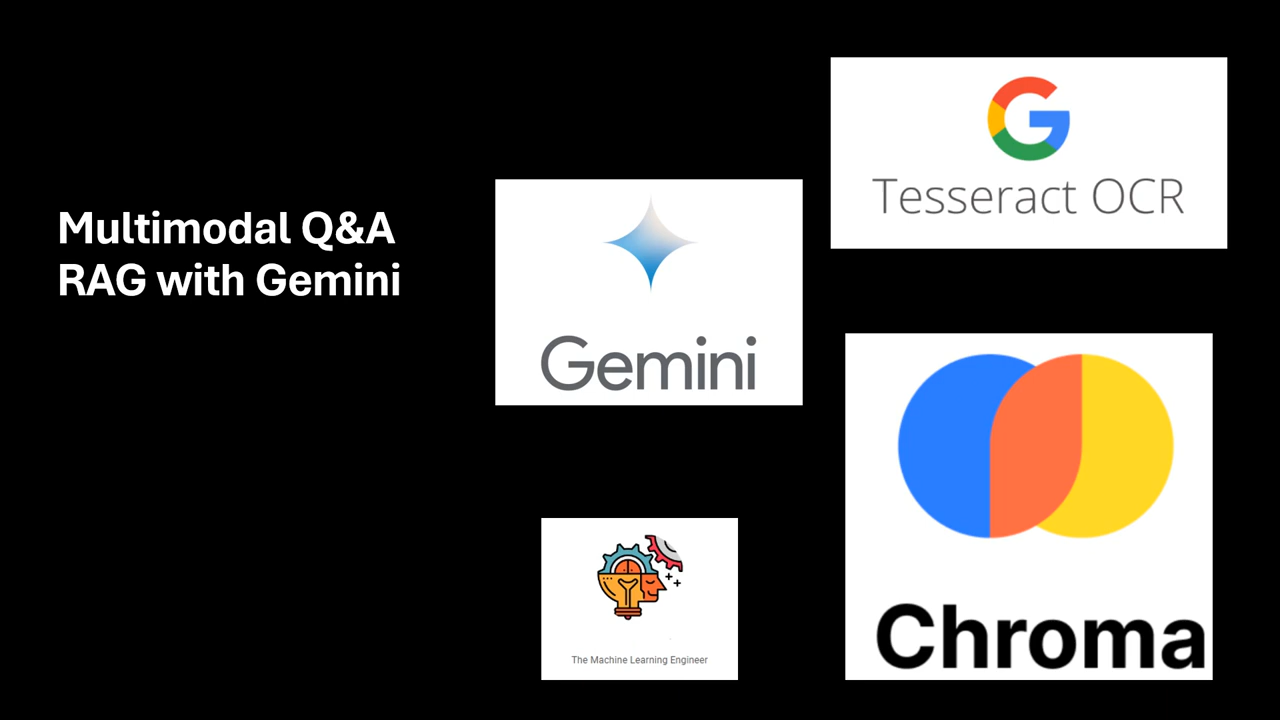 Multimodal Q&A
RAG with Gemini
Gemini
Tesseract OCR
The Machine Learning Engineer
Chroma